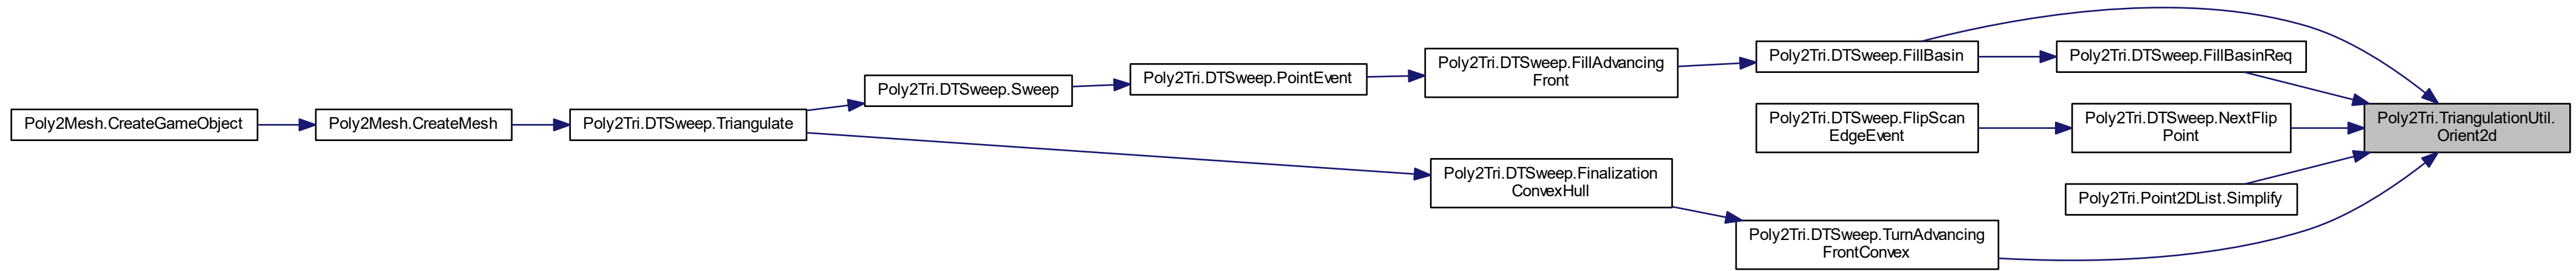 Poly2Mesh.CreateGameObject
Poly2Mesh.CreateMesh
Poly2Tri.DTSweep.Triangulate
Poly2Tri.DTSweep.Sweep
Poly2Tri.DTSweep.PointEvent
Poly2Tri.DTSweep.FillAdvancing
Front
Poly2Tri.DTSweep.FillBasin
Poly2Tri.DTSweep.FillBasinReq
Poly2Tri.DTSweep.FlipScan
EdgeEvent
Poly2Tri.DTSweep.NextFlip
Point
Poly2Tri.TriangulationUtil.
Orient2d
Poly2Tri.DTSweep.Finalization
ConvexHull
Poly2Tri.Point2DList.Simplify
Poly2Tri.DTSweep.TurnAdvancing
FrontConvex